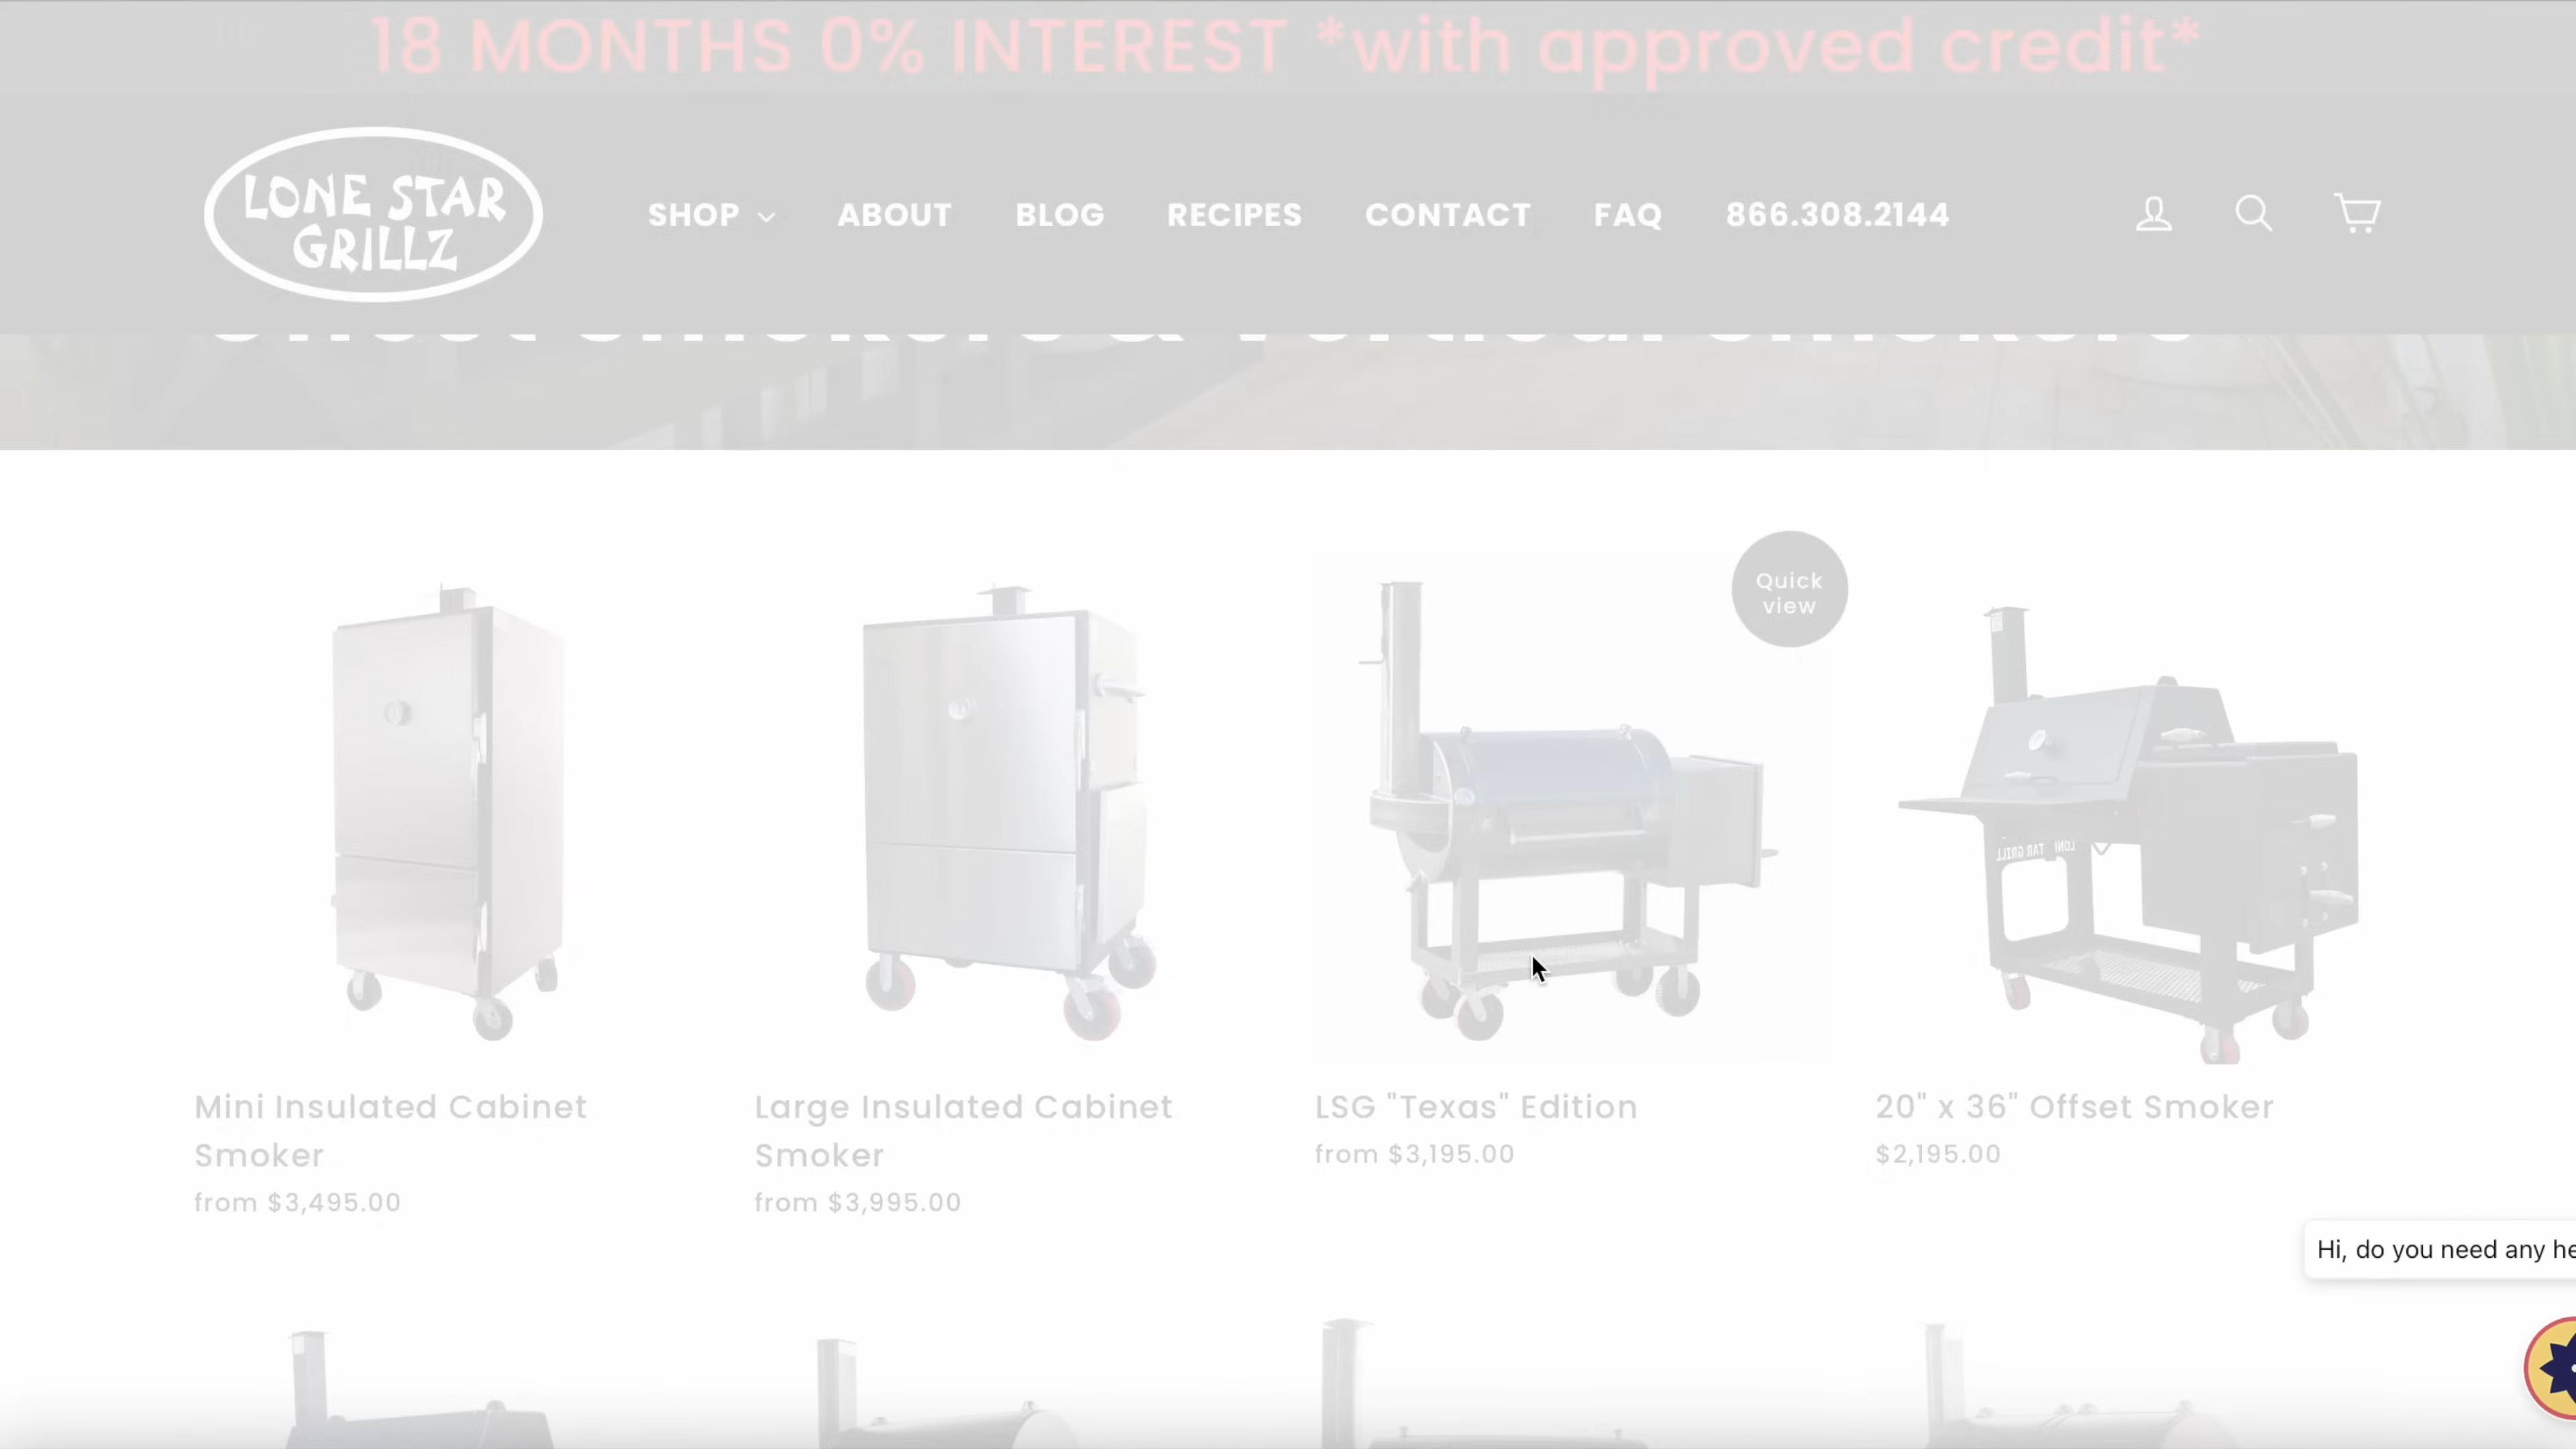 18 MONTHS 0% INTEREST *with approved credit*
LONE STAR
GRILLZ
SHOP ABOUT BLOG RECIPES CONTACT FAQ 866.308.2144
Quick
view
Mini Insulated Cabinet
Smoker
from $3,495.00
Large Insulated Cabinet
Smoker
from $3,995.00
LSG "Texas" Edition
from $3,195.00
20" x 36" Offset Smoker
$2,195.00
Hi, do you need any he